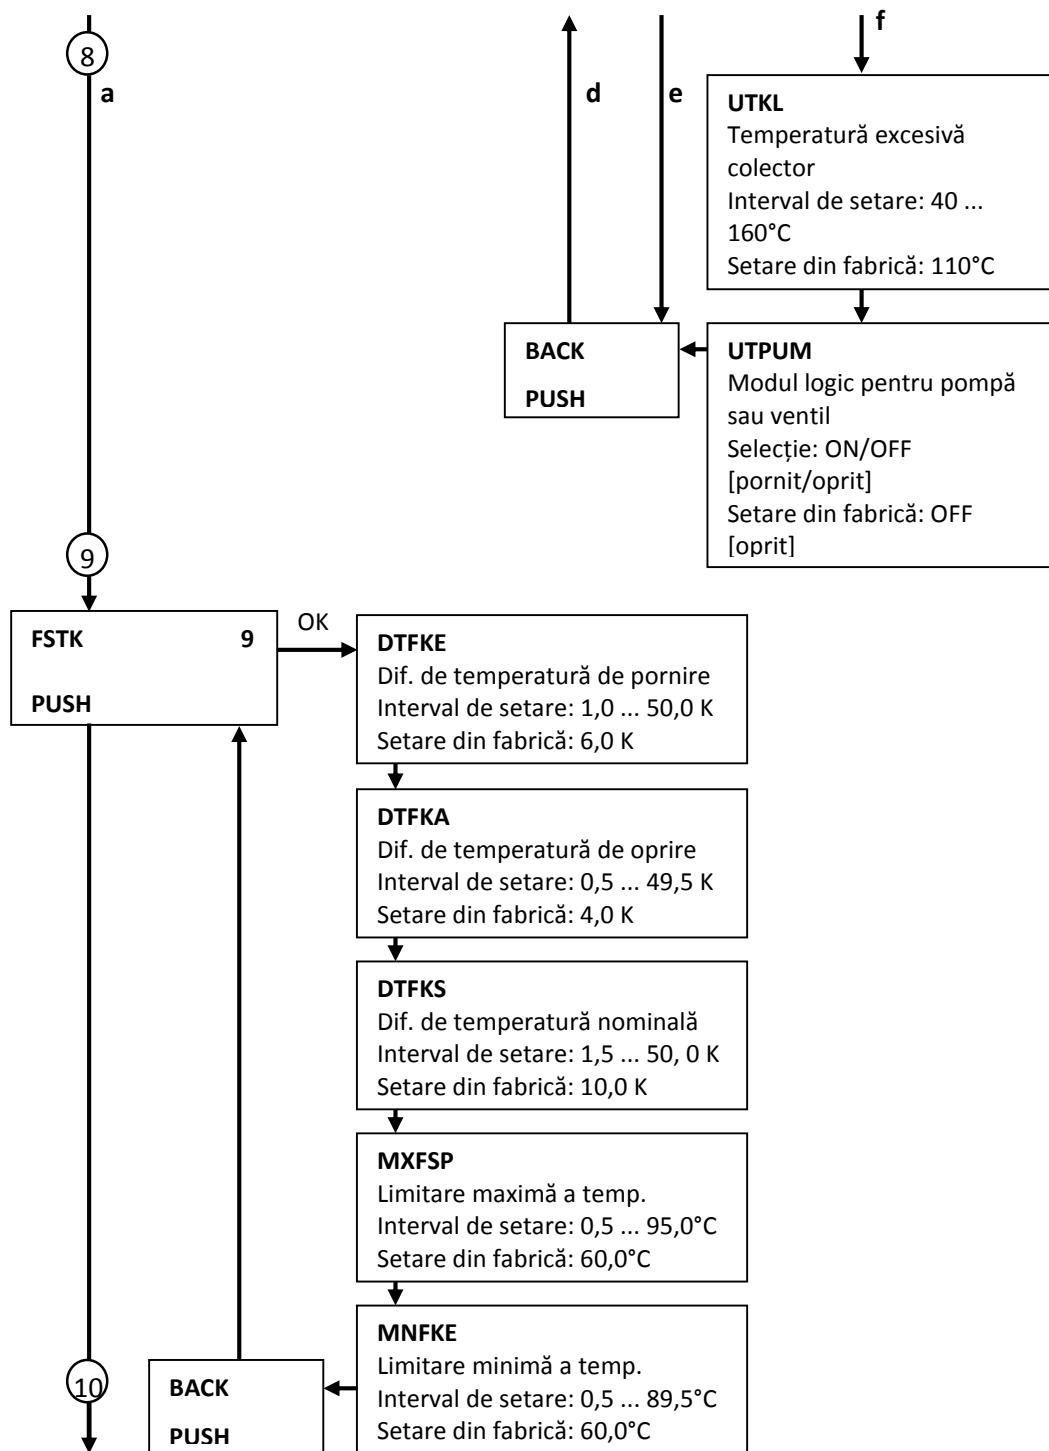 8
a
d
e
f
UTKL
Temperatură excesivă
colector
Interval de setare: 40 ...
160°C
Setare din fabrică: 110°C
BACK
PUSH
UTPUM
Modul logic pentru pompă
sau ventil
Selecție: ON/OFF
[pornit/oprit]
Setare din fabrică: OFF
[oprit]
9
FSTK 9
PUSH
OK
DTFKE
Dif. de temperatură de pornire
Interval de setare: 1,0 ... 50,0 K
Setare din fabrică: 6,0 K
DTFKA
Dif. de temperatură de oprire
Interval de setare: 0,5 ... 49,5 K
Setare din fabrică: 4,0 K
DTFKS
Dif. de temperatură nominală
Interval de setare: 1,5 ... 50, 0 K
Setare din fabrică: 10,0 K
MXFSP
Limitare maximă a temp.
Interval de setare: 0,5 ... 95,0°C
Setare din fabrică: 60,0°C
MNFKE
Limitare minimă a temp.
Interval de setare: 0,5 ... 89,5°C
Setare din fabrică: 60,0°C
10
BACK
PUSH